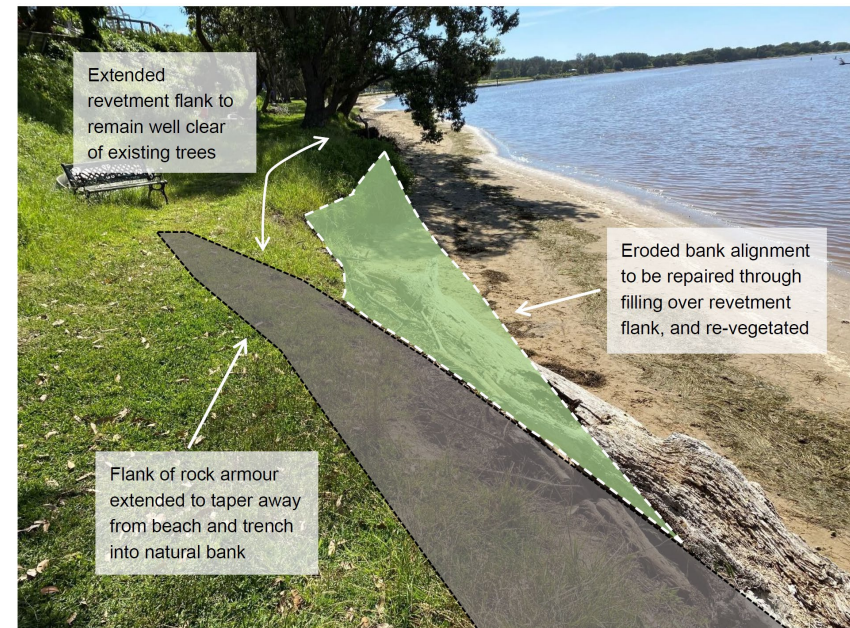 Extended
revetment flank to
remain well clear
of existing trees
Eroded bank alignment
to be repaired through
filling over revetment
flank, and re-vegetated
Flank of rock armour
extended to taper away
from beach and trench
into natural bank